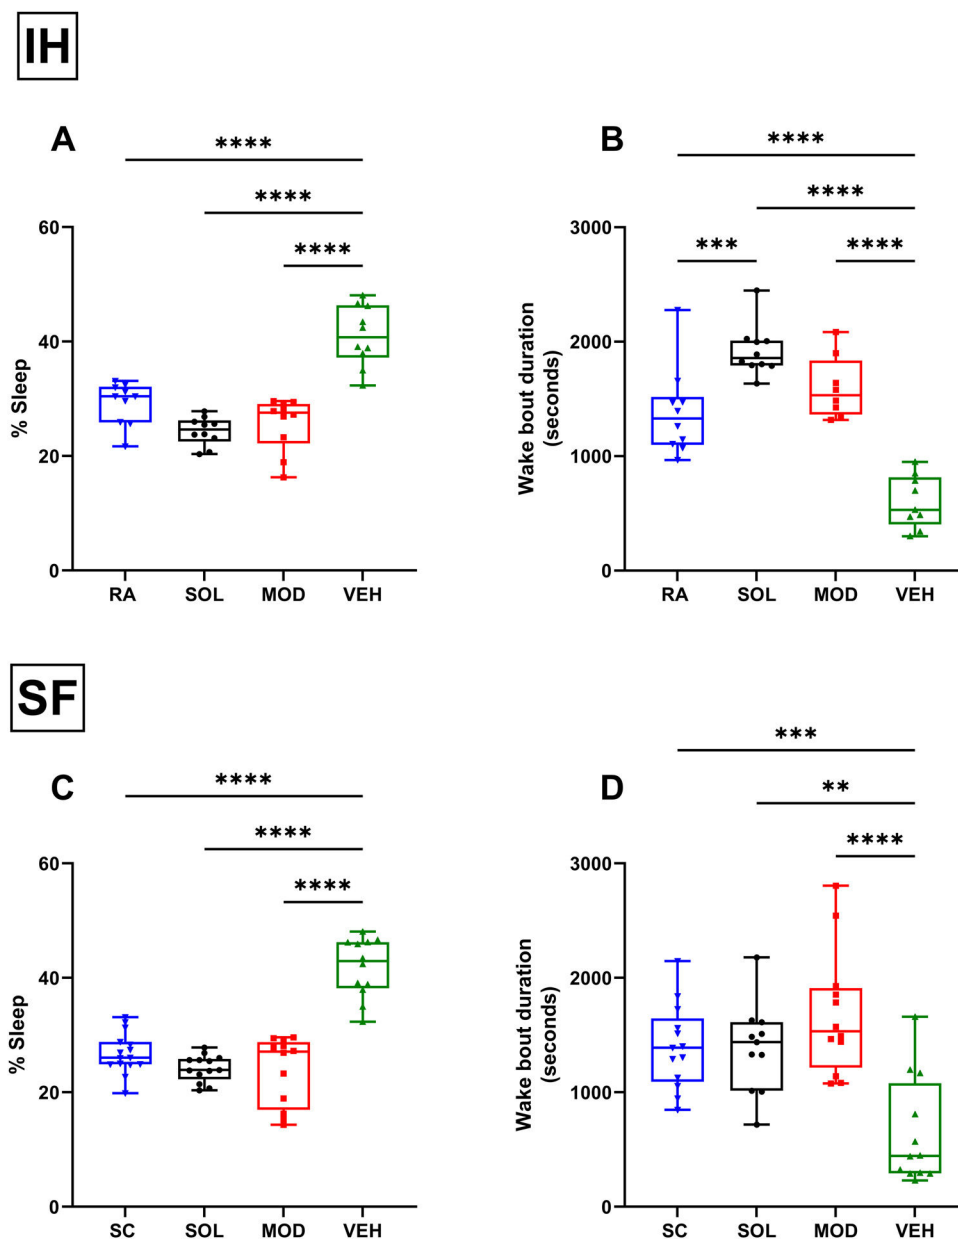 IH
A
****
****
****
60
40
20
0
% Sleep
RA SOL MOD VEH
B
****
****
*** ****
3000
2000
1000
0
Wake bout duration
(seconds)
RA SOL MOD VEH
SF
C
****
****
****
60
40
20
0
% Sleep
SC SOL MOD VEH
D
***
**
****
3000
2000
1000
0
Wake bout duration
(seconds)
SC SOL MOD VEH